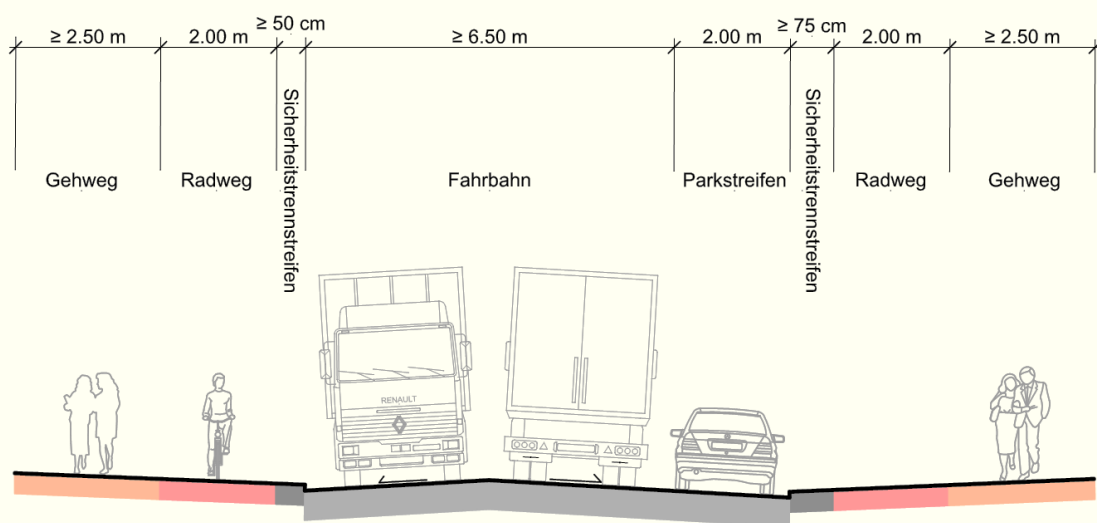 ≥ 50 cm
≥ 75 cm
≥ 2.50 m
2.00 m
≥ 6.50 m
2.00 m
2.00 m
≥ 2.50 m
Gehweg
Radweg
Sicherheitstrennstreifen
Fahrbahn
Parkstreifen
Sicherheitstrennstreifen
Radweg
Gehweg
RENAULT